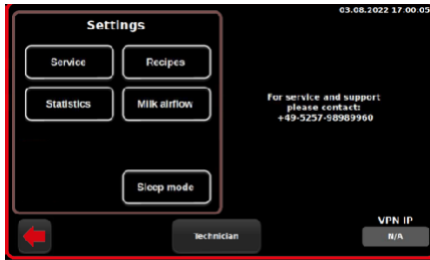 03.08.2022 17.00.05
Settings
Service
Recipes
Statistics
Milk airflow
For service and support
please contact:
+49-5257-98989960
Sleep mode
Technician
VPN IP
N/A